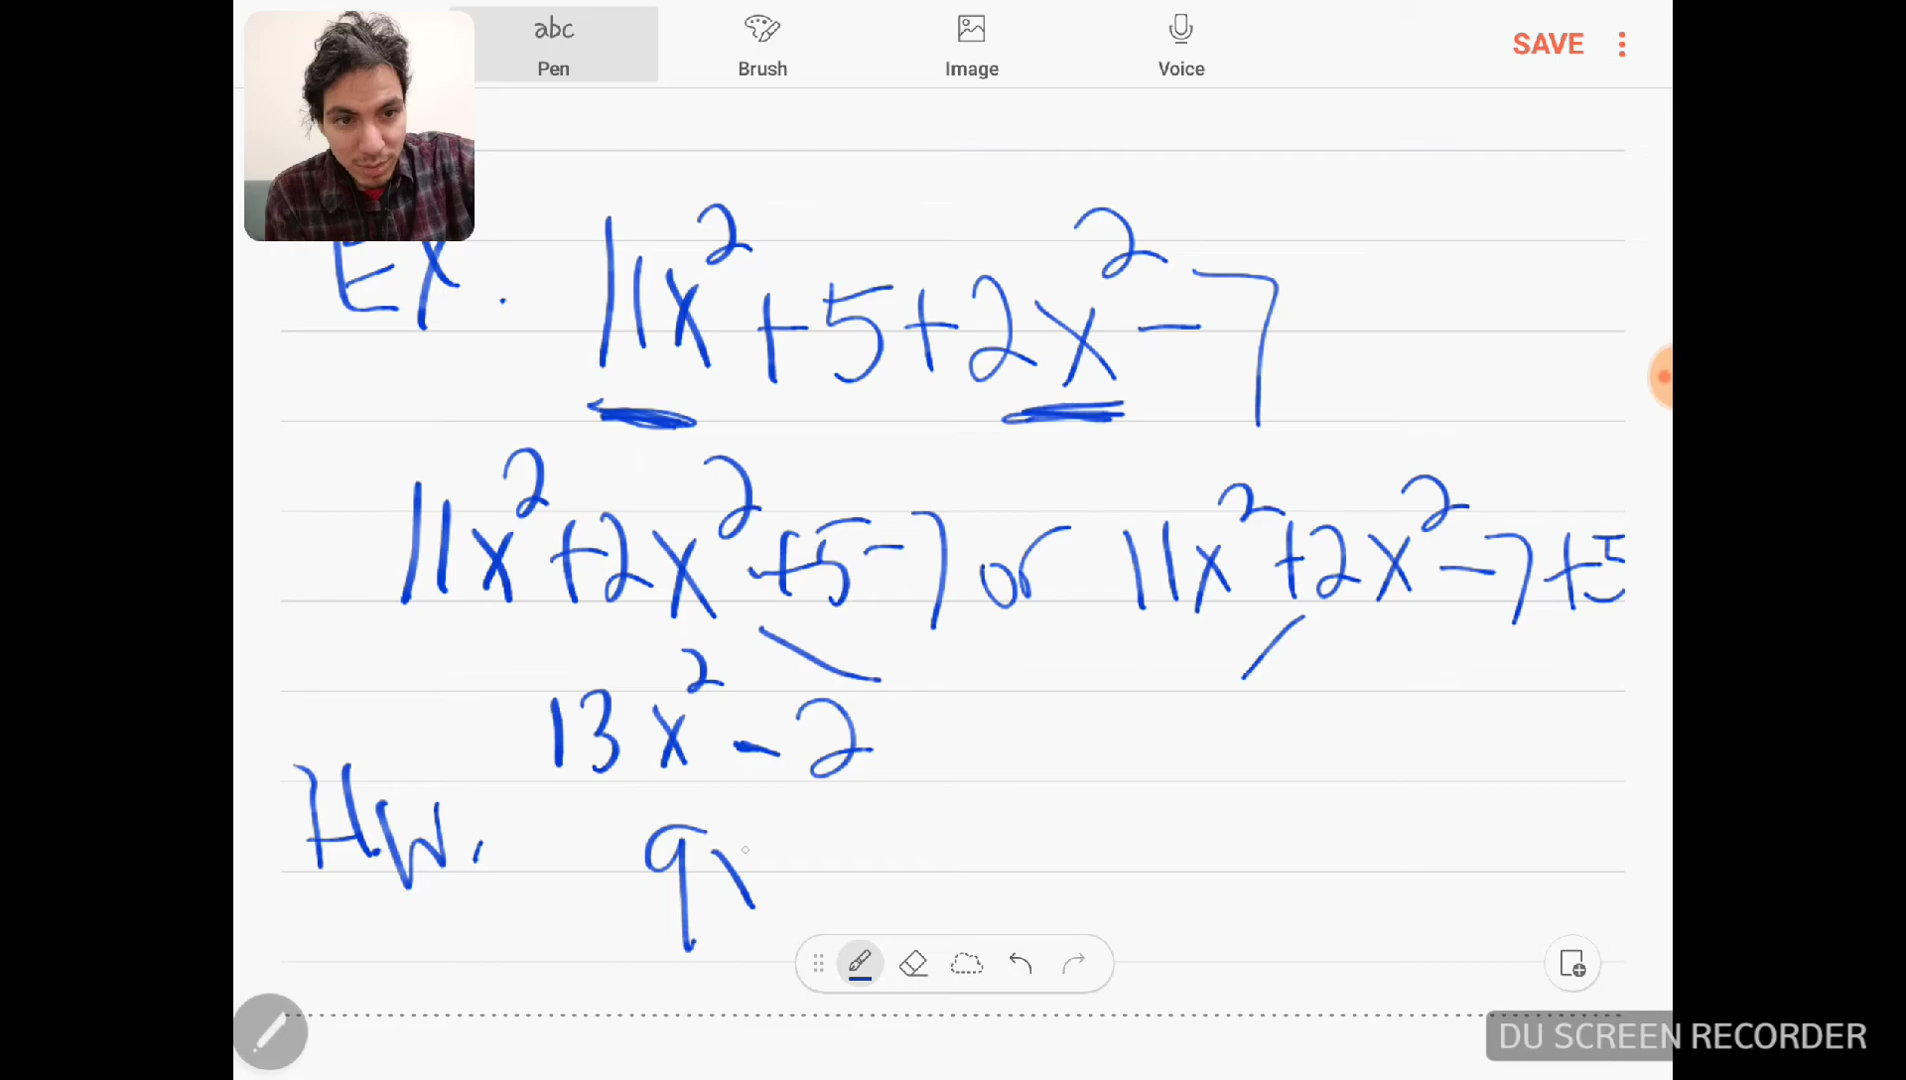 abc
Pen
Brush
Image
Voice
SAVE
EX. 11x² + 5 + 2x² - 7
11x² + 2x² + 5 - 7 or 11x² + 2x² - 7 + 5
13x² - 2
H.W. 9
DU SCREEN RECORDER